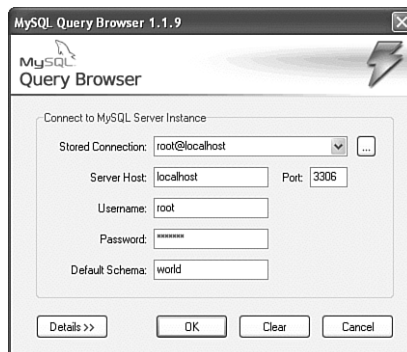 MySQL Query Browser 1.1.9
MySQL
Query Browser
Connect to MySQL Server Instance
Stored Connection: root@localhost ...
Server Host: localhost Port: 3306
Username: root
Password: *******
Default Schema: world
Details >> OK Clear Cancel